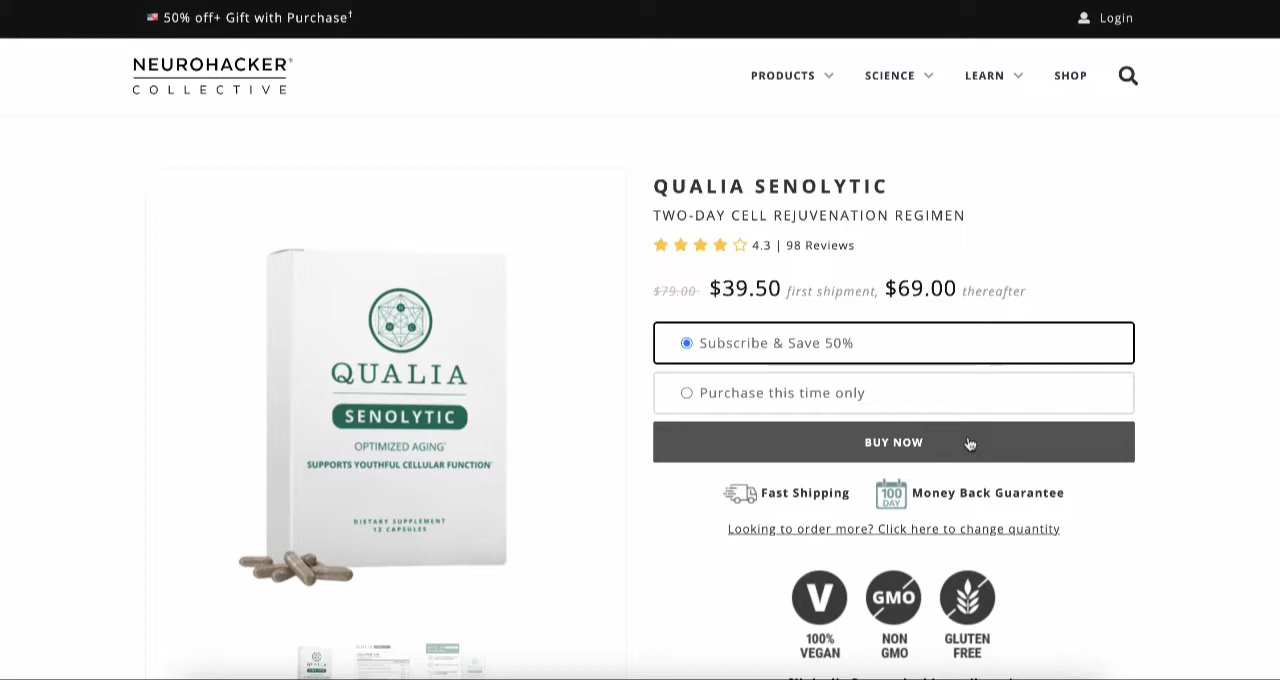 50% off+ Gift with Purchase†
Login
NEUROHACKER®
COLLECTIVE
PRODUCTS
SCIENCE
LEARN
SHOP
QUALIA SENOLYTIC
TWO-DAY CELL REJUVENATION REGIMEN
4.3 | 98 Reviews
$79.00 $39.50 first shipment, $69.00 thereafter
Subscribe & Save 50%
Purchase this time only
BUY NOW
Fast Shipping
100 DAY
Money Back Guarantee
Looking to order more? Click here to change quantity
V
GMO
100%
VEGAN
NON
GMO
GLUTEN
FREE
QUALIA
SENOLYTIC
OPTIMIZED AGING*
SUPPORTS YOUTHFUL CELLULAR FUNCTION*
DIETARY SUPPLEMENT
12 CAPSULES
QUALIA